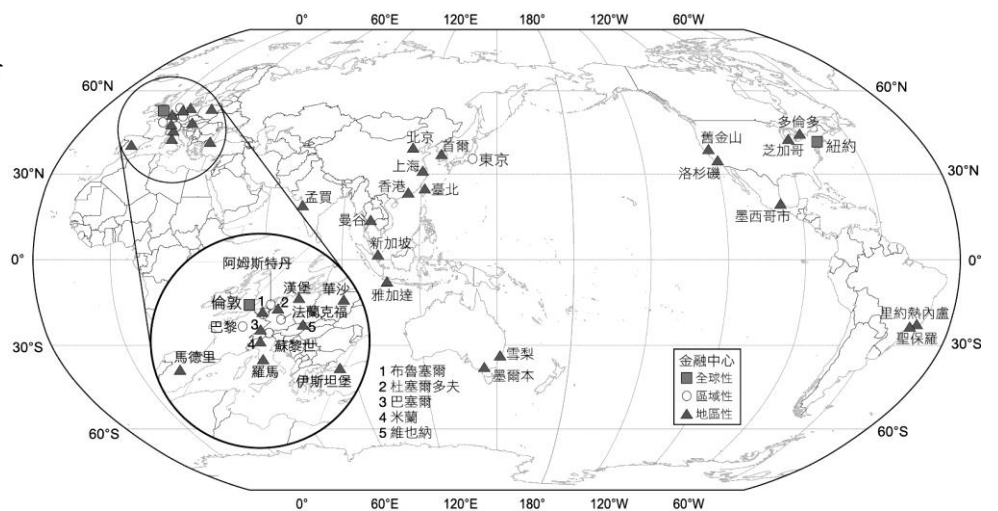 0°
60°E
120°E
180°
120°W
60°W
0°
60°N
60°N
30°N
30°N
0°
0°
30°S
30°S
60°S
60°S
北京
首爾
東京
上海
香港
臺北
孟買
曼谷
新加坡
雅加達
舊金山
洛杉磯
多倫多
芝加哥
紐約
墨西哥市
里約熱內盧
聖保羅
雪梨
墨爾本
阿姆斯特丹
漢堡
華沙
倫敦
1
2
法蘭克福
巴黎
3
5
4
蘇黎世
馬德里
羅馬
伊斯坦堡
1 布魯塞爾
2 杜塞爾多夫
3 巴塞爾
4 米蘭
5 維也納
金融中心
全球性
區域性
地區性
0°
60°E
120°E
180°
120°W
60°W
0°